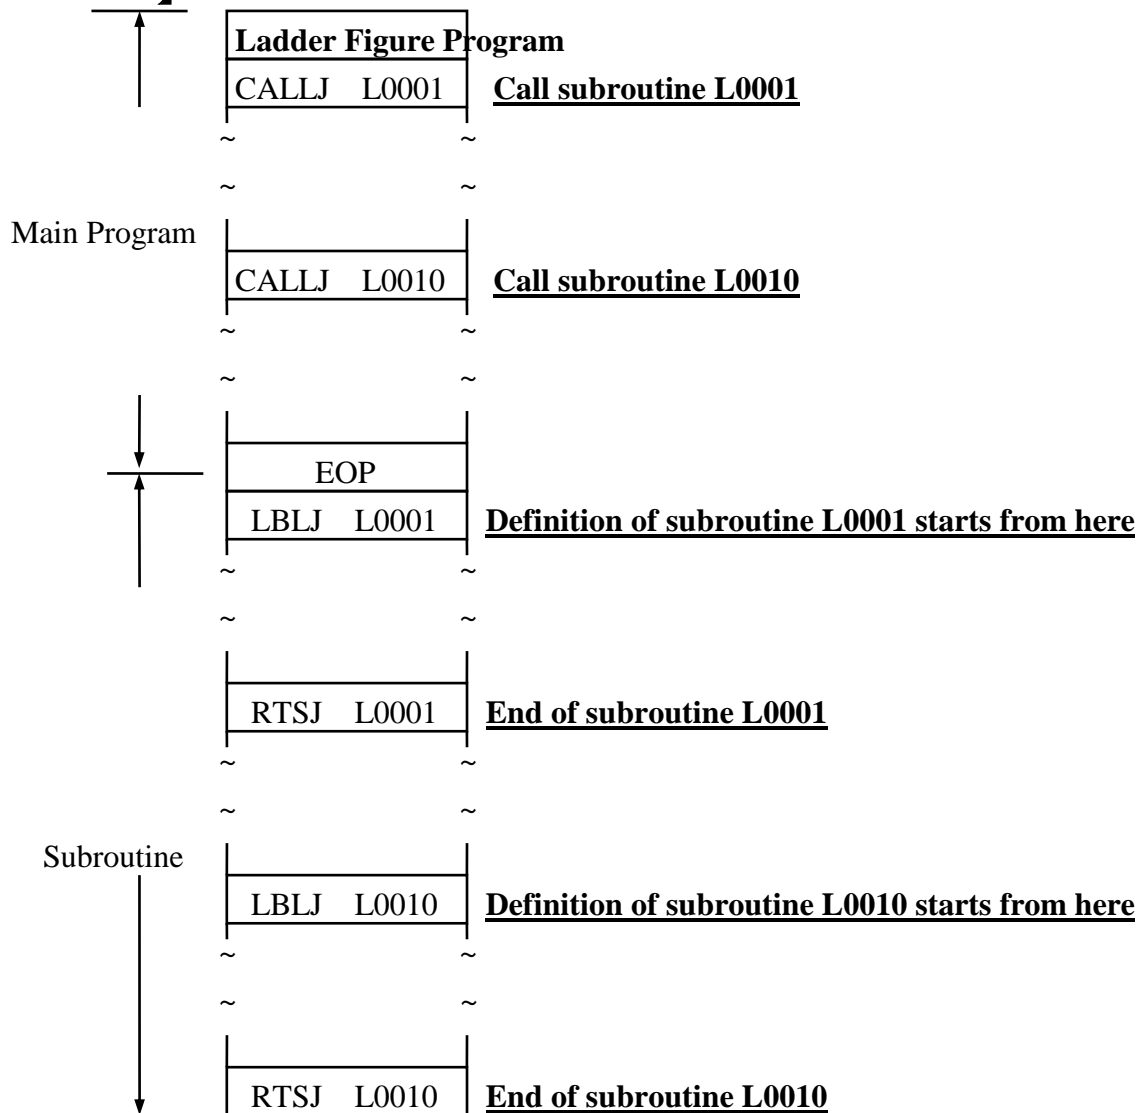 Ladder Figure Program
CALLJ L0001 Call subroutine L0001
~ ~
~ ~
Main Program
CALLJ L0010 Call subroutine L0010
~ ~
~ ~
EOP
LBLJ L0001 Definition of subroutine L0001 starts from here
~ ~
~ ~
RTSJ L0001 End of subroutine L0001
~ ~
~ ~
Subroutine
LBLJ L0010 Definition of subroutine L0010 starts from here
~ ~
~ ~
RTSJ L0010 End of subroutine L0010